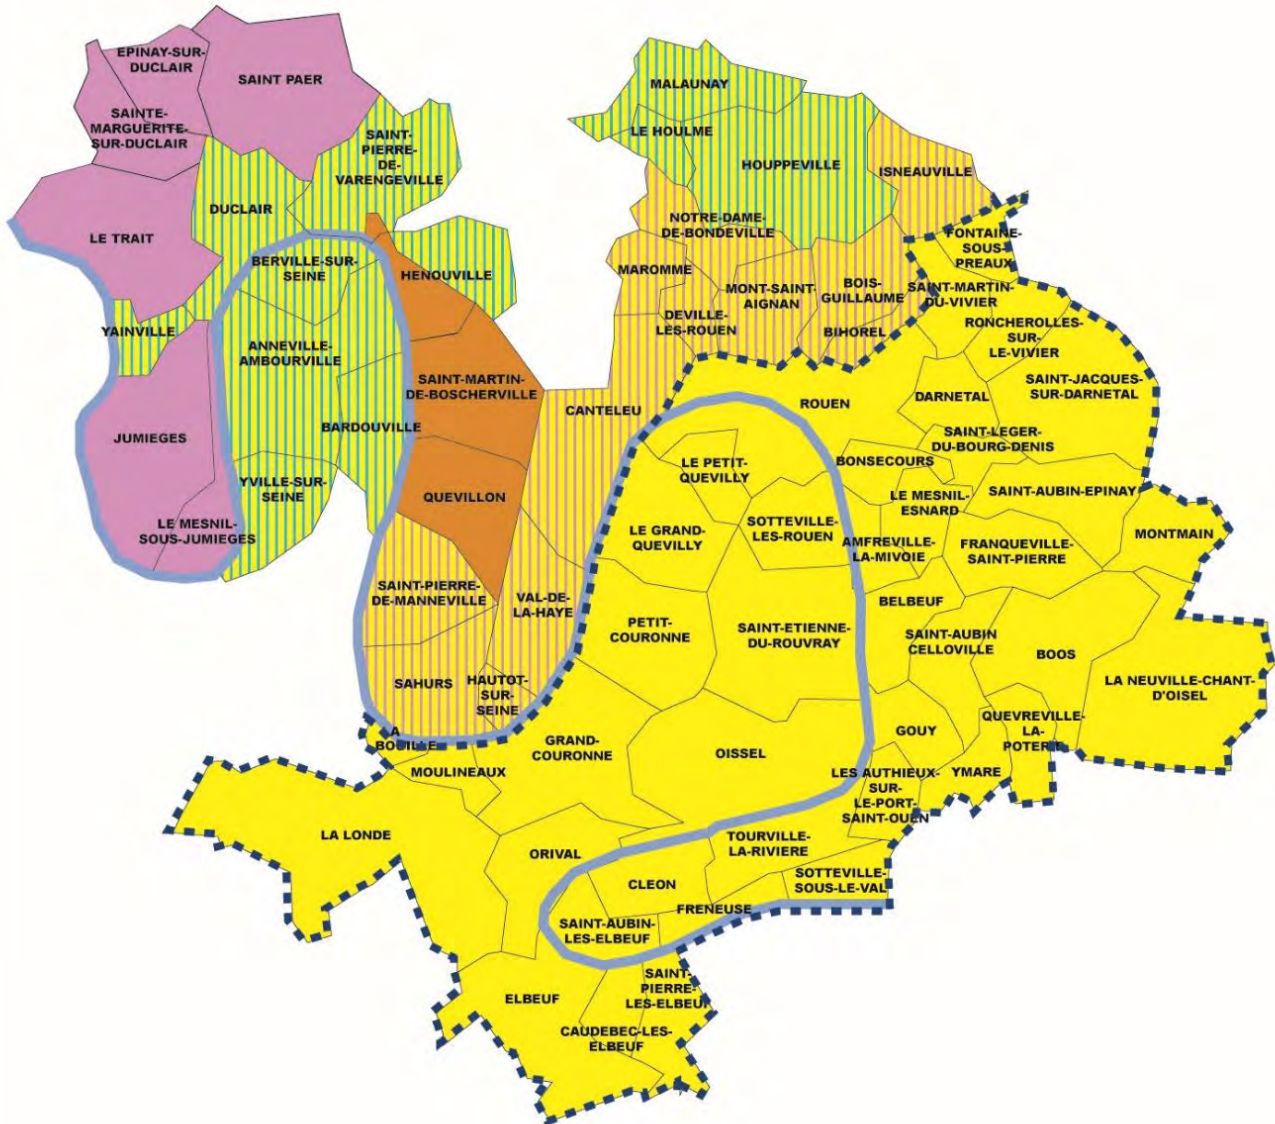 EPINAY-SUR-
DUCLAIR
SAINT PAER
SAINTE-
MARGUERITE-
SUR-DUCLAIR
SAINT-
PIERRE-
DE-
VARENGEVILLE
DUCLAIR
LE TRAIT
BERVILLE-SUR-
SEINE
HENOUVILLE
YAINVILLE
ANNEVILLE-
AMBOURVILLE
SAINT-MARTIN-
DE-BOSCHERVILLE
BARDOUVILLE
JUMIEGES
YVILLE-SUR-
SEINE
QUEVILLON
LE MESNIL-
SOUS-JUMIEGES
MALAUNAY
LE HOULME
HOUPPEVILLE
ISNEAUVILLE
NOTRE-DAME-
DE-BONDEVILLE
MAROMME
MONT-SAINT-
AIGNAN
BOIS-
GUILLAUME
DEVILLE-
LES-ROUEN
BIHOREL
FONTAINE-
SOUS-
PREAUX
SAINT-MARTIN-
DU-VIVIER
RONCHEROLLES-
SUR-
LE-VIVIER
CANTELEU
ROUEN
DARNETAL
SAINT-JACQUES-
SUR-DARNETAL
SAINT-LEGER-
DU-BOURG-DENIS
LE PETIT-
QUEVILLY
BONSECOURS
LE MESNIL-
ESNARD
SAINT-AUBIN-EPINAY
LE GRAND-
QUEVILLY
SOTTEVILLE-
LES-ROUEN
AMFREVILLE-
LA-MIVOIE
FRANQUEVILLE-
SAINT-PIERRE
MONTMAIN
SAINT-PIERRE-
DE-MANNEVILLE
VAL-DE-
LA-HAYE
PETIT-
COURONNE
SAINT-ETIENNE-
DU-ROUVRAY
BELBEUF
SAINT-AUBIN
CELLOVILLE
BOOS
LA NEUVILLE-CHANT-
D'OISEL
SAHURS
HAUTOT-
SUR-
SEINE
A
BOUILLE
MOULINEAUX
GRAND-
COURONNE
OISSEL
GOUY
QUEVREVILLE-
LA-
POTERIE
LES AUTHIEUX-
SUR-
LE-PORT-
SAINT-OUEN
YMARE
LA LONDE
ORIVAL
TOURVILLE-
LA-RIVIERE
CLEON
SOTTEVILLE-
SOUS-LE-VAL
FRENEUSE
SAINT-AUBIN-
LES-ELBEUF
ELBEUF
SAINT-
PIERRE-
LES-ELBEUF
CAUDEBEC-LES-
ELBEUF